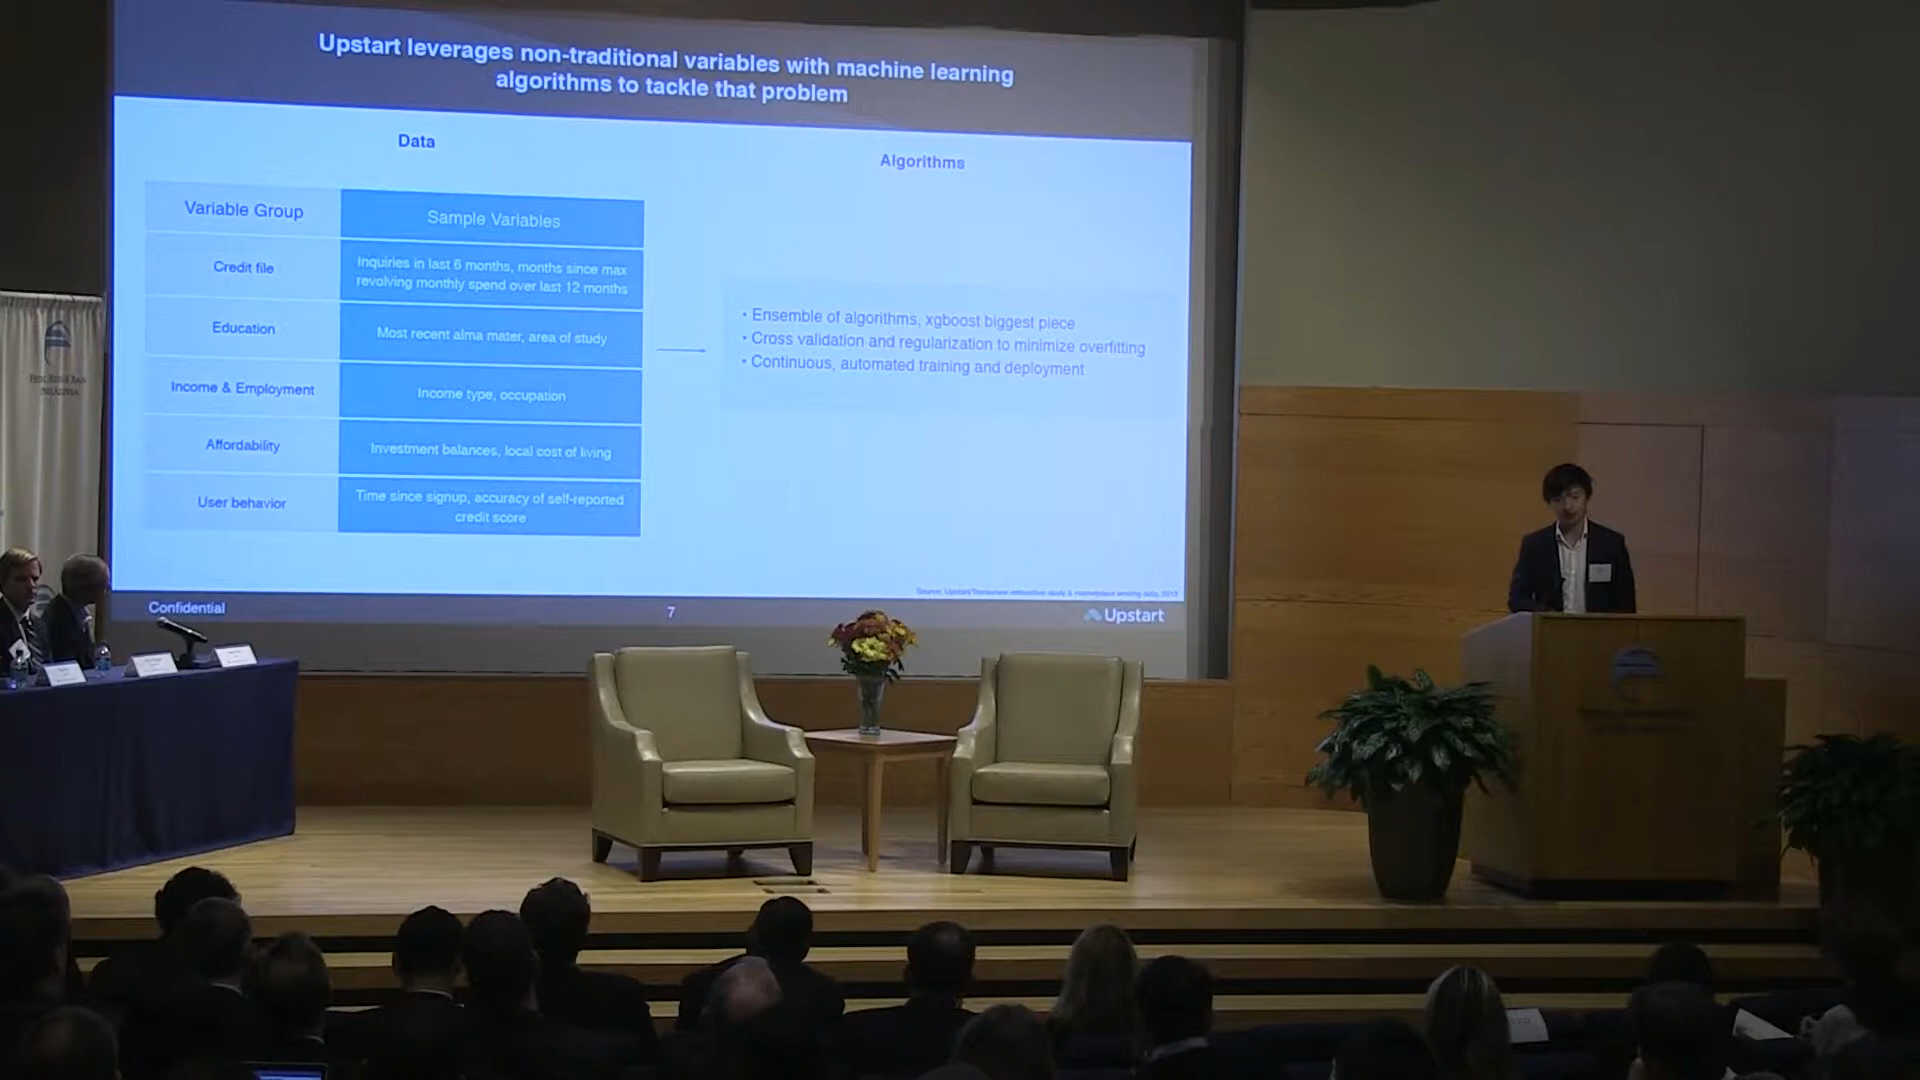 Upstart leverages non-traditional variables with machine learning
algorithms to tackle that problem
Data
Variable Group
Sample Variables
Credit file
Inquiries in last 6 months, months since max
revolving monthly spend over last 12 months
Education
Most recent alma mater, area of study
Income & Employment
Income type, occupation
Affordability
Investment balances, local cost of living
User behavior
Time since signup, accuracy of self-reported
credit score
Algorithms
• Ensemble of algorithms, xgboost biggest piece
• Cross validation and regularization to minimize overfitting
• Continuous, automated training and deployment
Confidential
7
Upstart